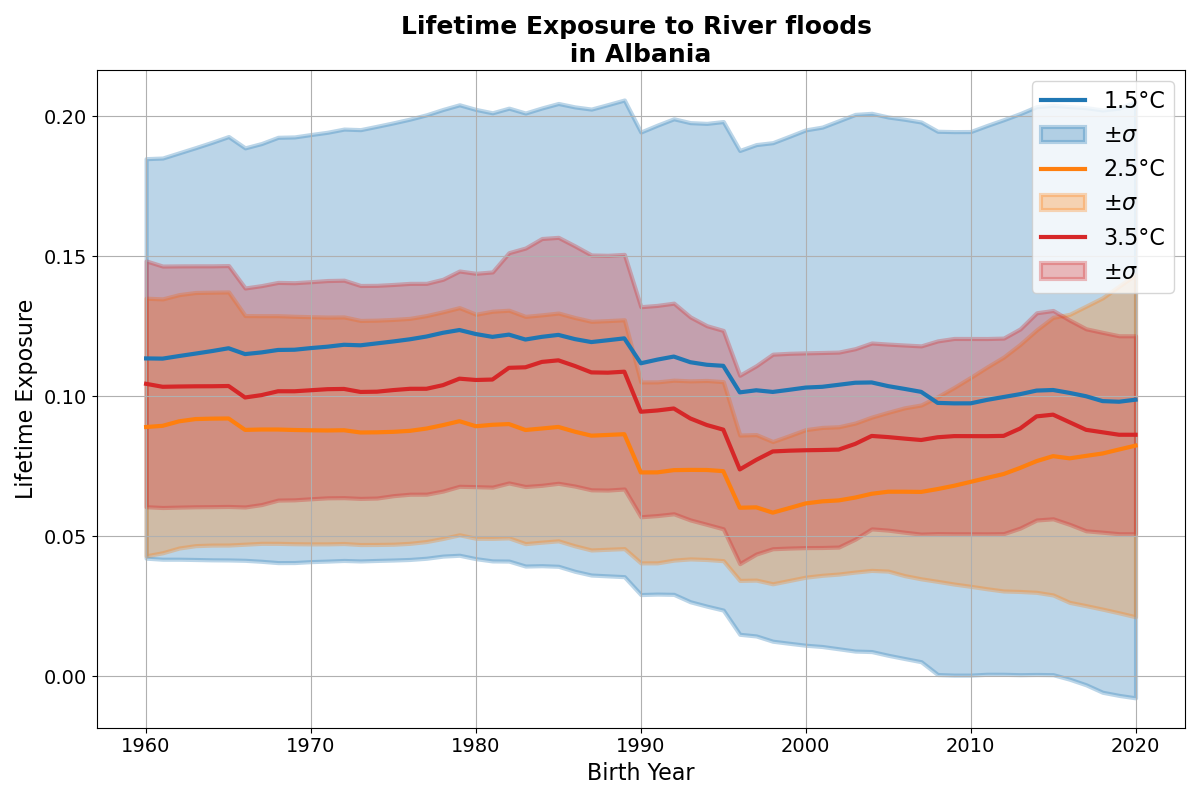 Lifetime Exposure to River floods
in Albania
1.5°C
±σ
2.5°C
±σ
3.5°C
±σ
Lifetime Exposure
0.20
0.15
0.10
0.05
0.00
1960 1970 1980 1990 2000 2010 2020
Birth Year